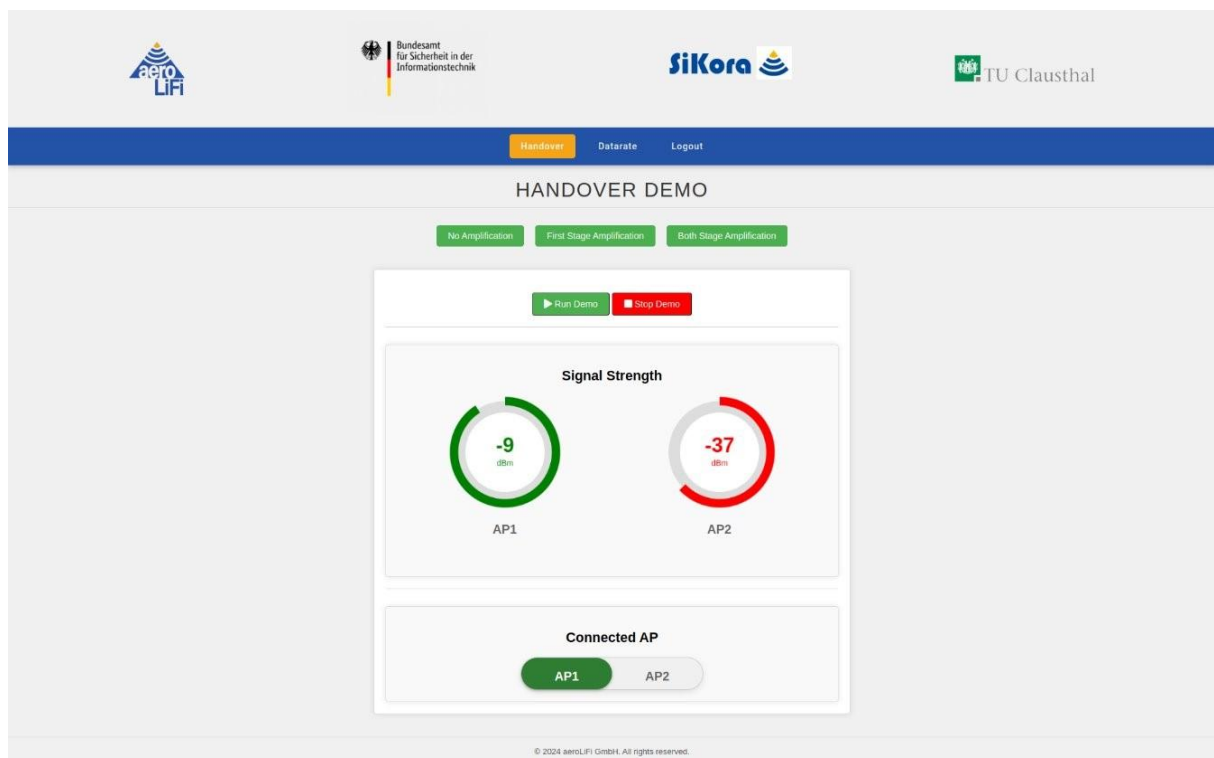 aero
LiFi
Bundesamt
für Sicherheit in der
Informationstechnik
SiKora
TU Clausthal
Handover Datarate Logout
HANDOVER DEMO
No Amplification First Stage Amplification Both Stage Amplification
Run Demo Stop Demo
Signal Strength
-9 -37
dBm dBm
AP1 AP2
Connected AP
AP1 AP2
© 2024 aeroLiFi GmbH. All rights reserved.